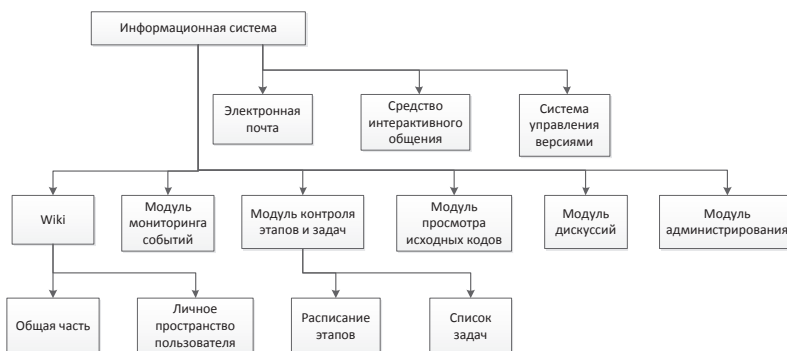 Информационная система
Электронная
почта
Средство
интерактивного
общения
Система
управления
версиями
Wiki
Модуль
мониторинга
событий
Модуль контроля
этапов и задач
Модуль
просмотра
исходных кодов
Модуль
дискуссий
Модуль
администрирования
Общая часть
Личное
пространство
пользователя
Расписание
этапов
Список
задач